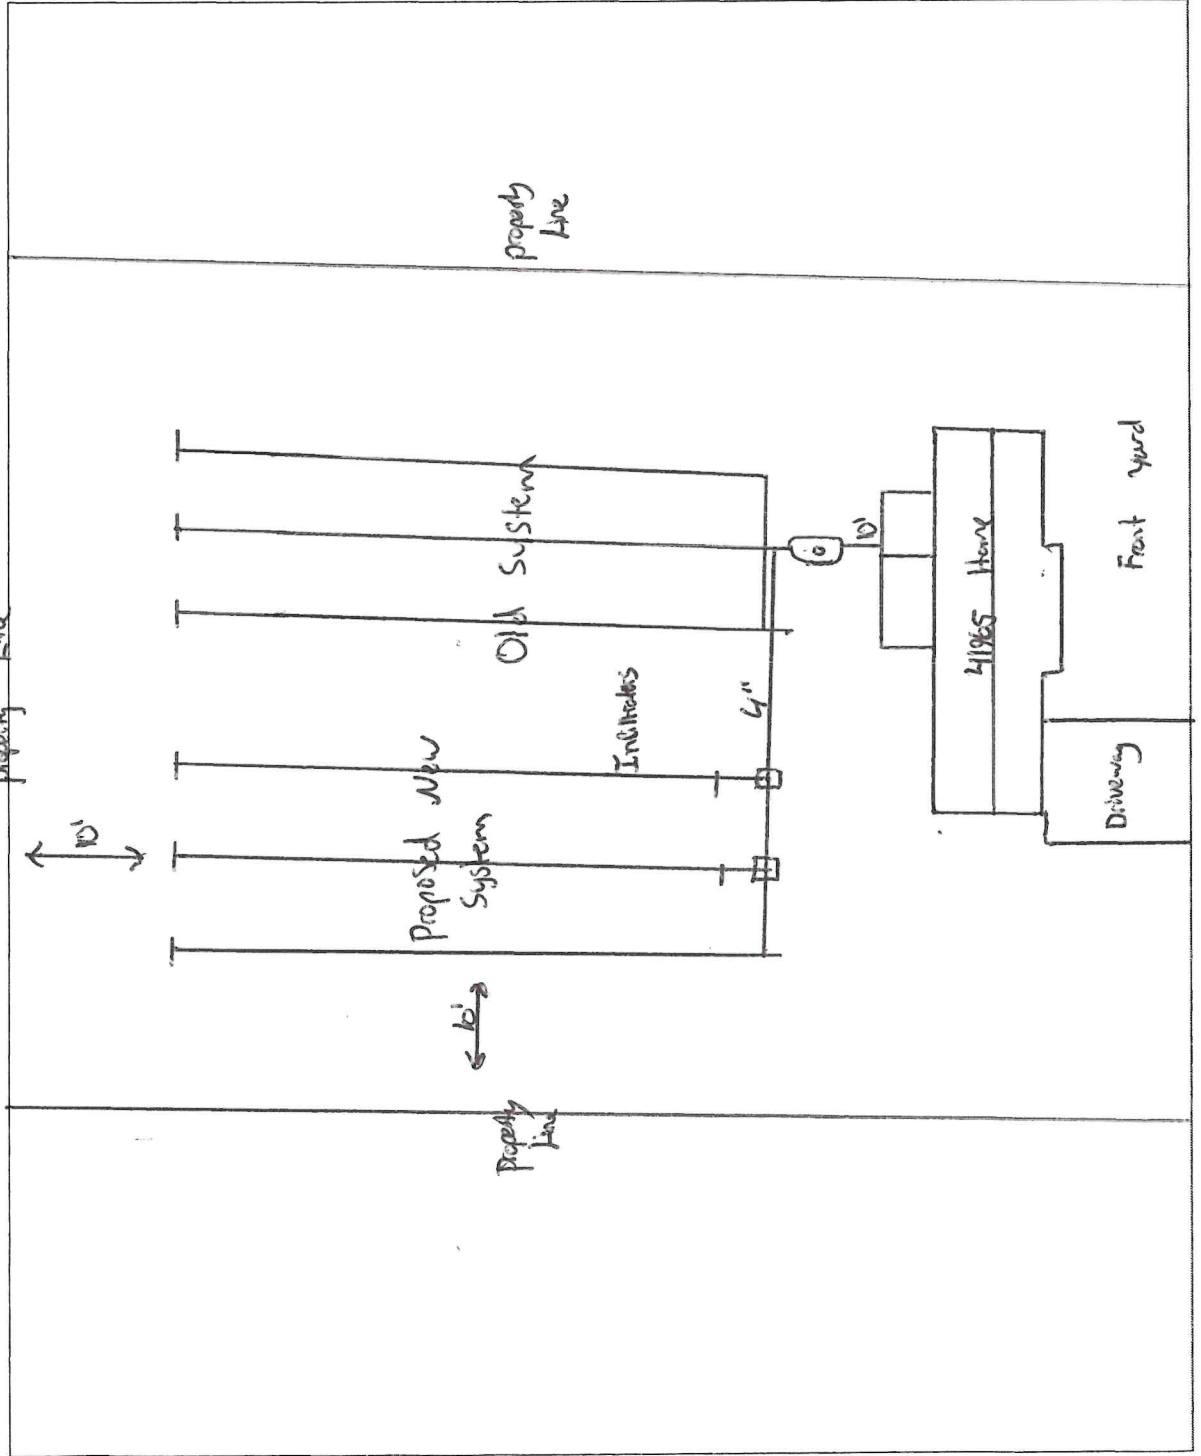 property Line
10'
property
Line
Old System
Proposed New
System
Infiltrators
10'
4"
10'
Property
Line
41965 Home
Driveway
Front yard